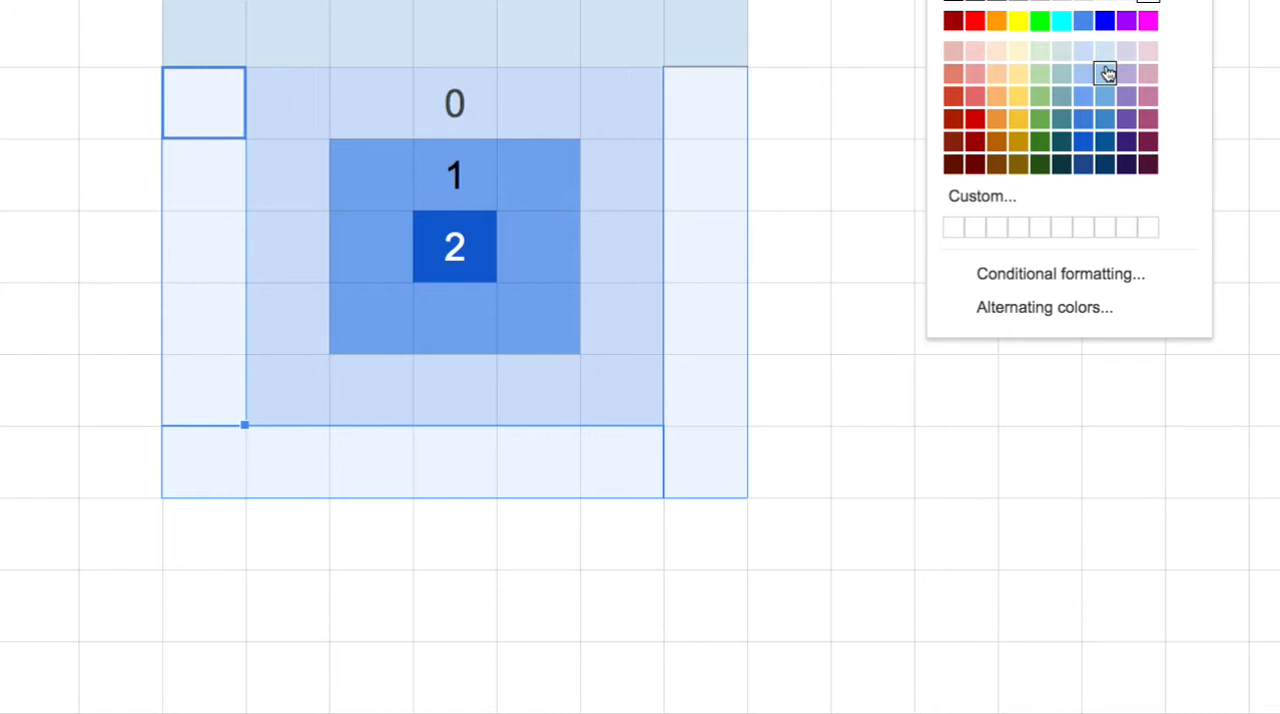 0
1
2
Custom...
Conditional formatting...
Alternating colors...